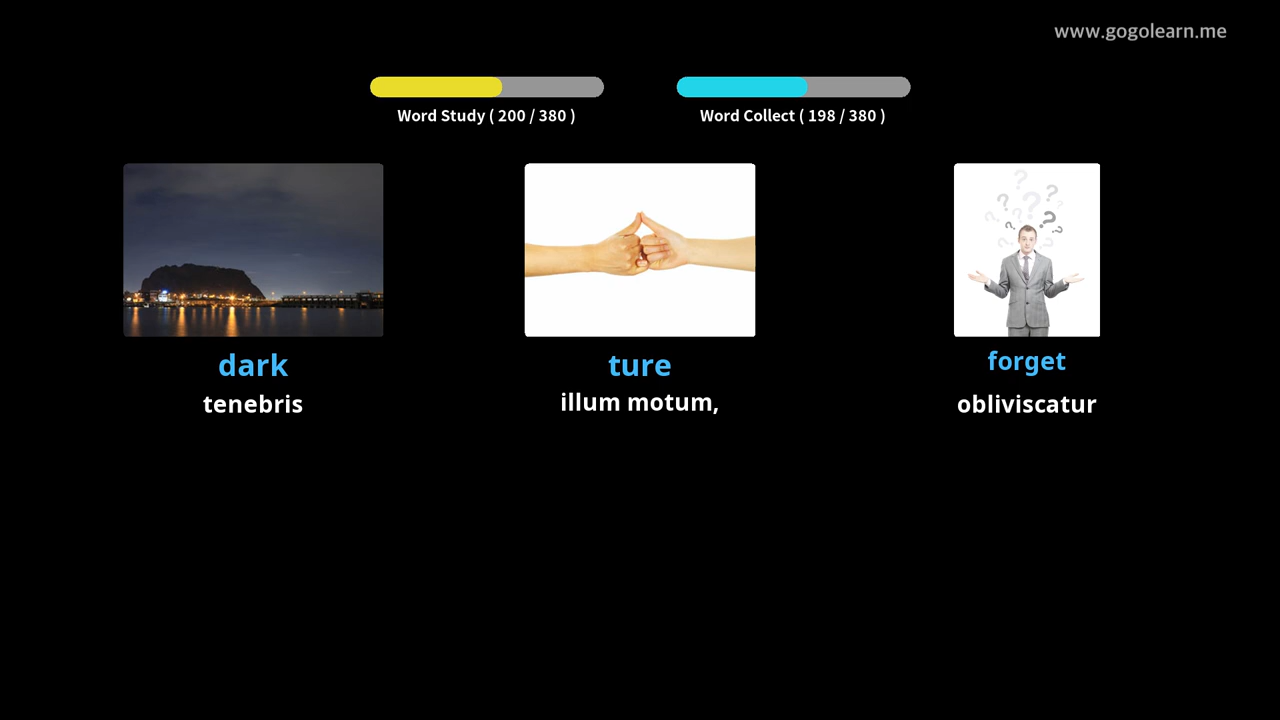 www.gogolearn.me
Word Study ( 200 / 380 )
Word Collect ( 198 / 380 )
dark
tenebris
ture
illum motum,
forget
obliviscatur